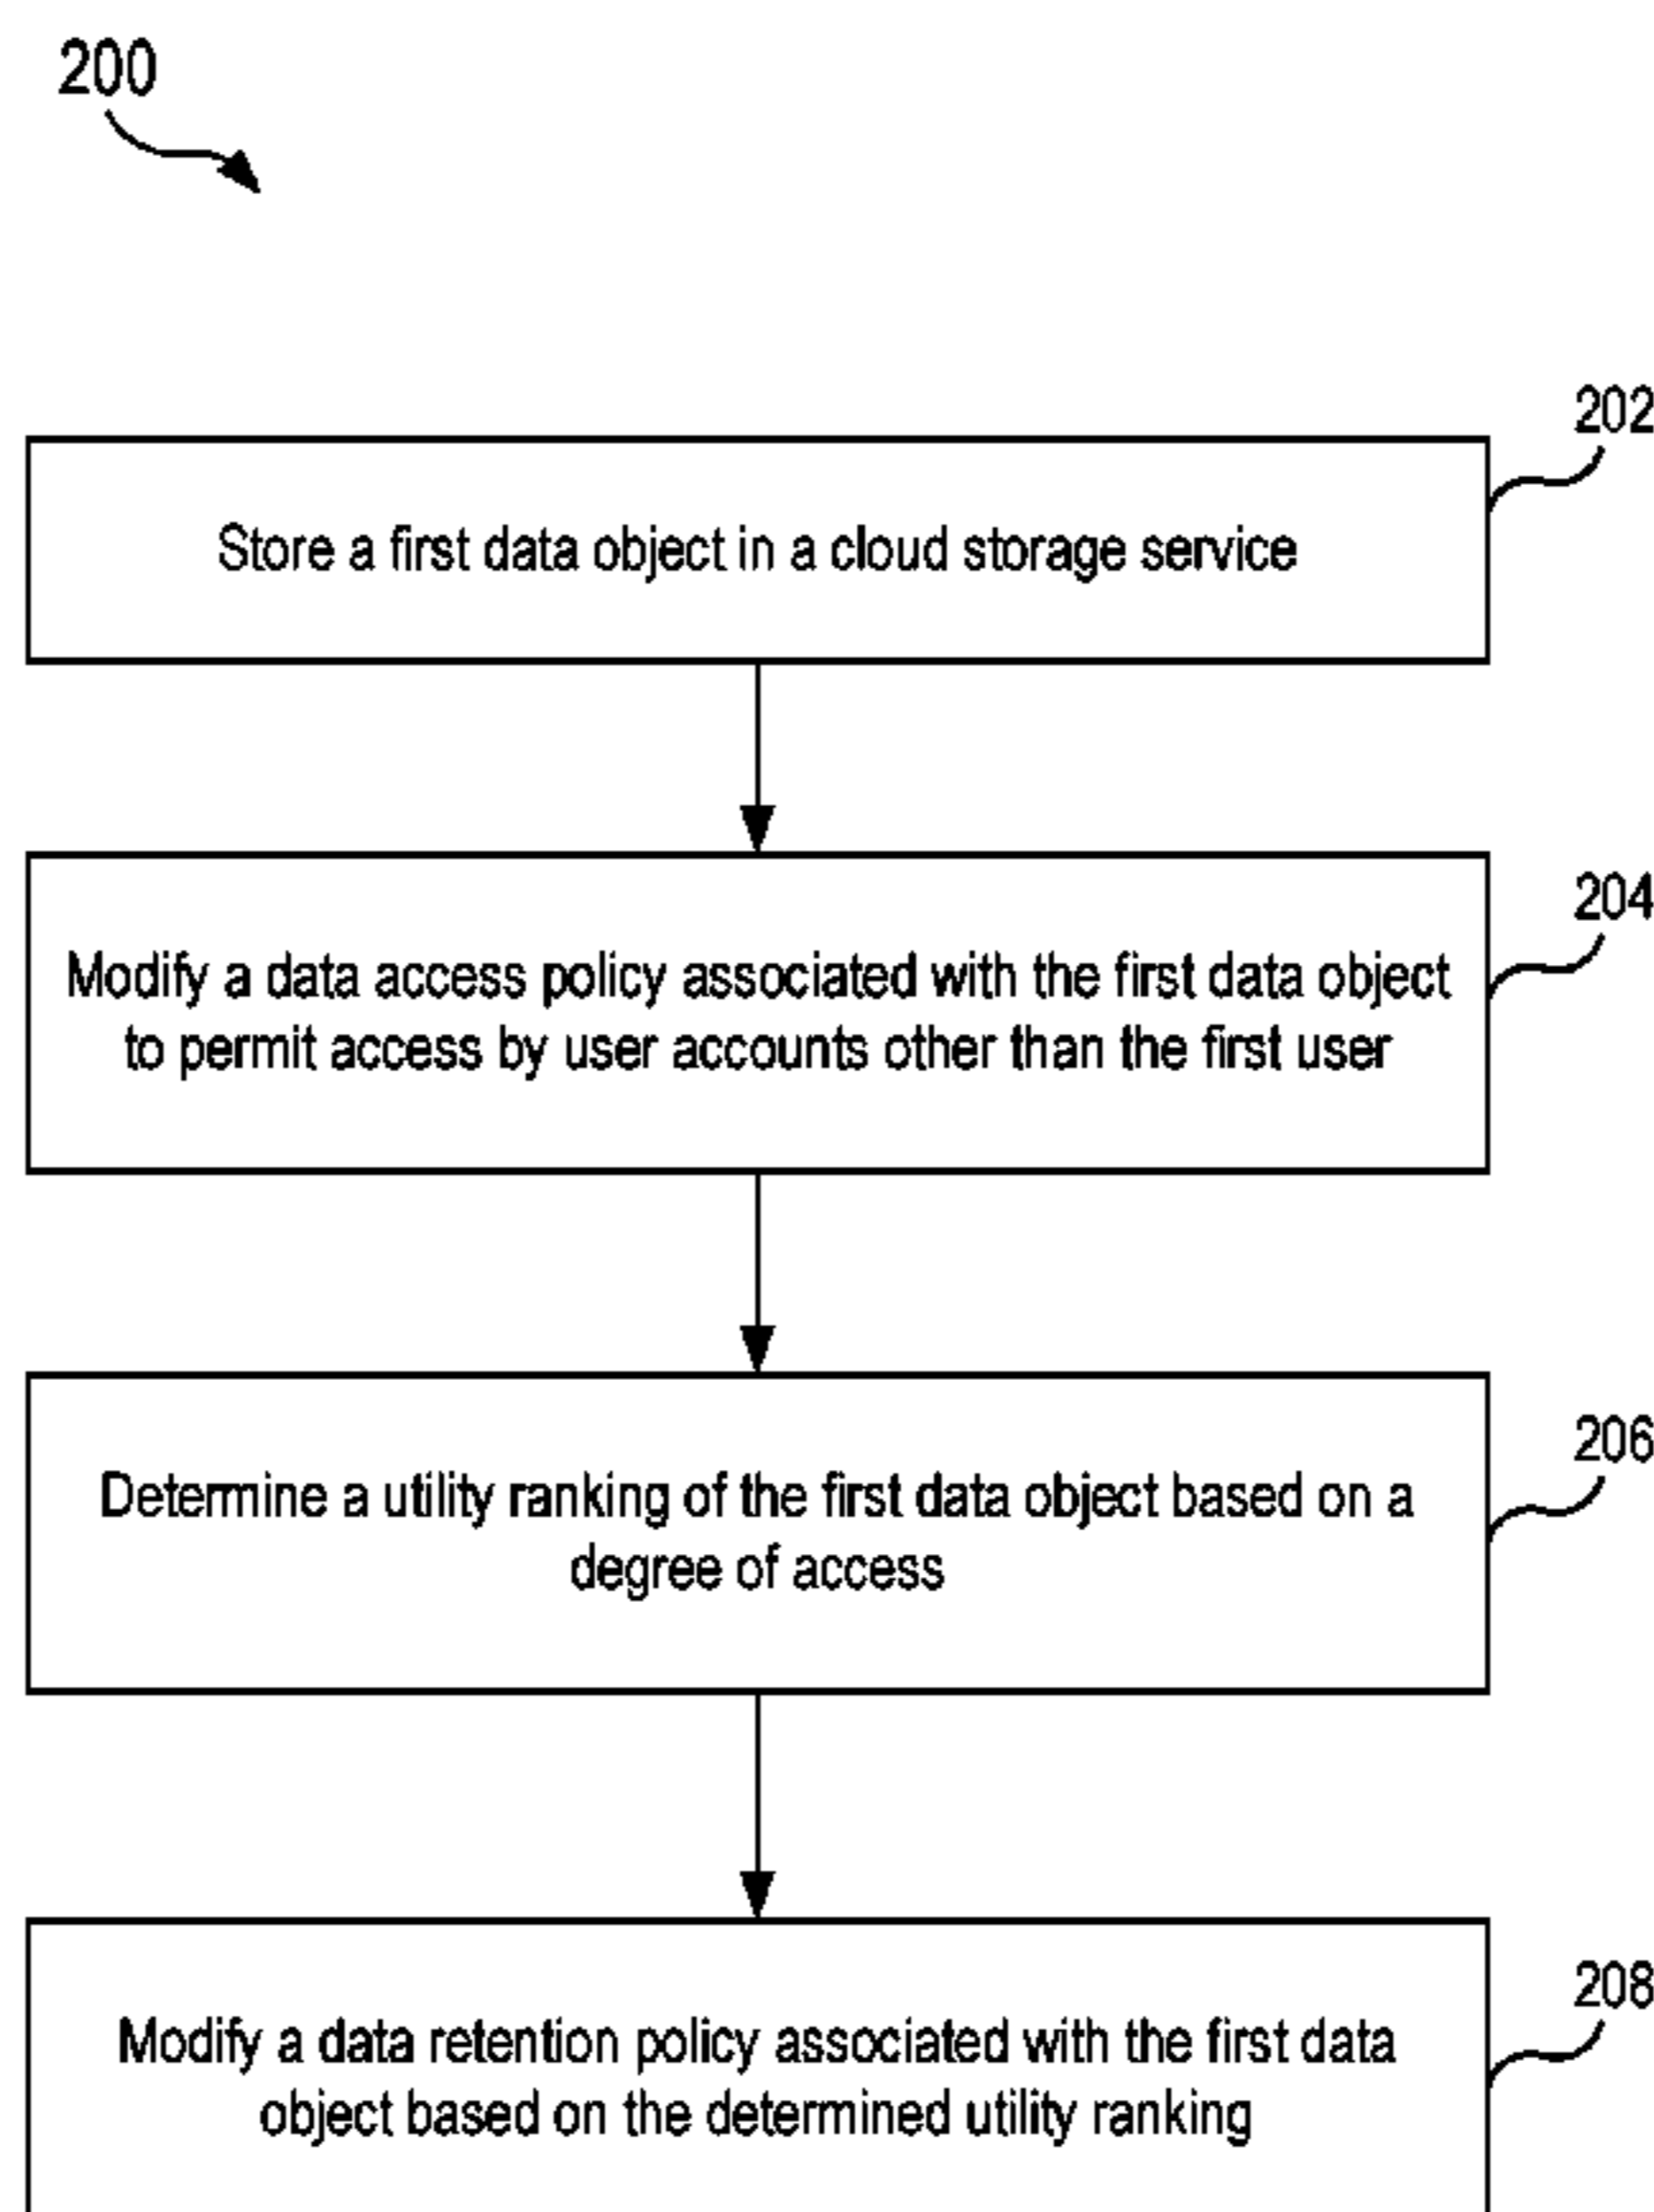 200
202
Store a first data object in a cloud storage service
204
Modify a data access policy associated with the first data object
to permit access by user accounts other than the first user
206
Determine a utility ranking of the first data object based on a
degree of access
208
Modify a data retention policy associated with the first data
object based on the determined utility ranking